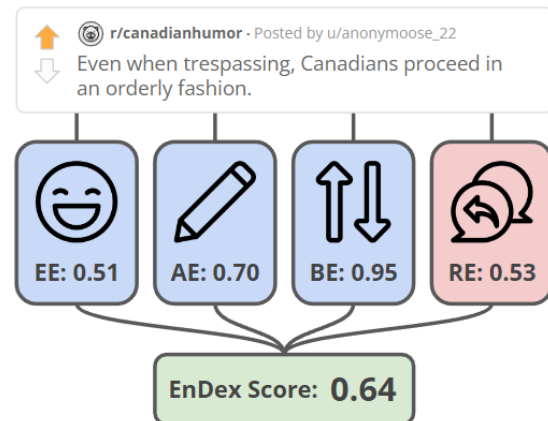 r/canadianhumor · Posted by u/anonymoose_22
Even when trespassing, Canadians proceed in
an orderly fashion.
EE: 0.51 AE: 0.70 BE: 0.95 RE: 0.53
EnDex Score: 0.64